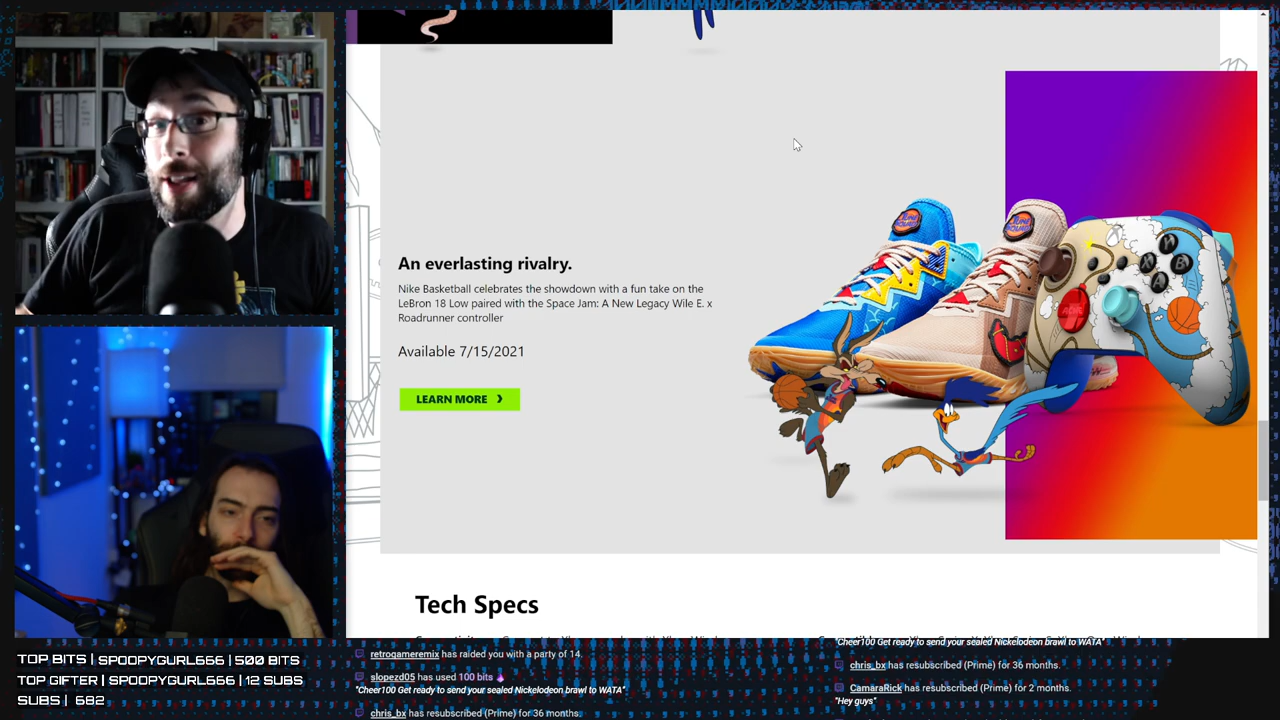 An everlasting rivalry.
Nike Basketball celebrates the showdown with a fun take on the
LeBron 18 Low paired with the Space Jam: A New Legacy Wile E. x
Roadrunner controller
Available 7/15/2021
LEARN MORE
X
Y
B
A
ACME
Tech Specs
TOP BITS | SPOOPYGURL666 | 500 BITS
TOP GIFTER | SPOOPYGURL666 | 12 SUBS
SUBS | 682
retrogameremix has raided you with a party of 14.
slopezd05 has used 100 bits
"Cheer100 Get ready to send your sealed Nickelodeon brawl to WATA"
chris_bx has resubscribed (Prime) for 36 months.
"Cheer100 Get ready to send your sealed Nickelodeon brawl to WATA"
chris_bx has resubscribed (Prime) for 36 months.
CamaraRick has resubscribed (Prime) for 2 months.
"Hey guys"